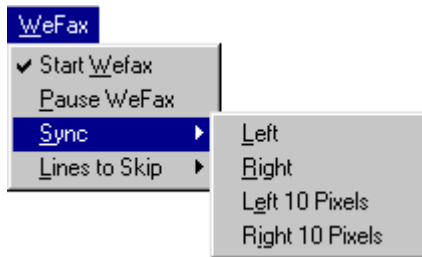 WeFax
Start Wefax
Pause WeFax
Sync
Lines to Skip
Left
Right
Left 10 Pixels
Right 10 Pixels